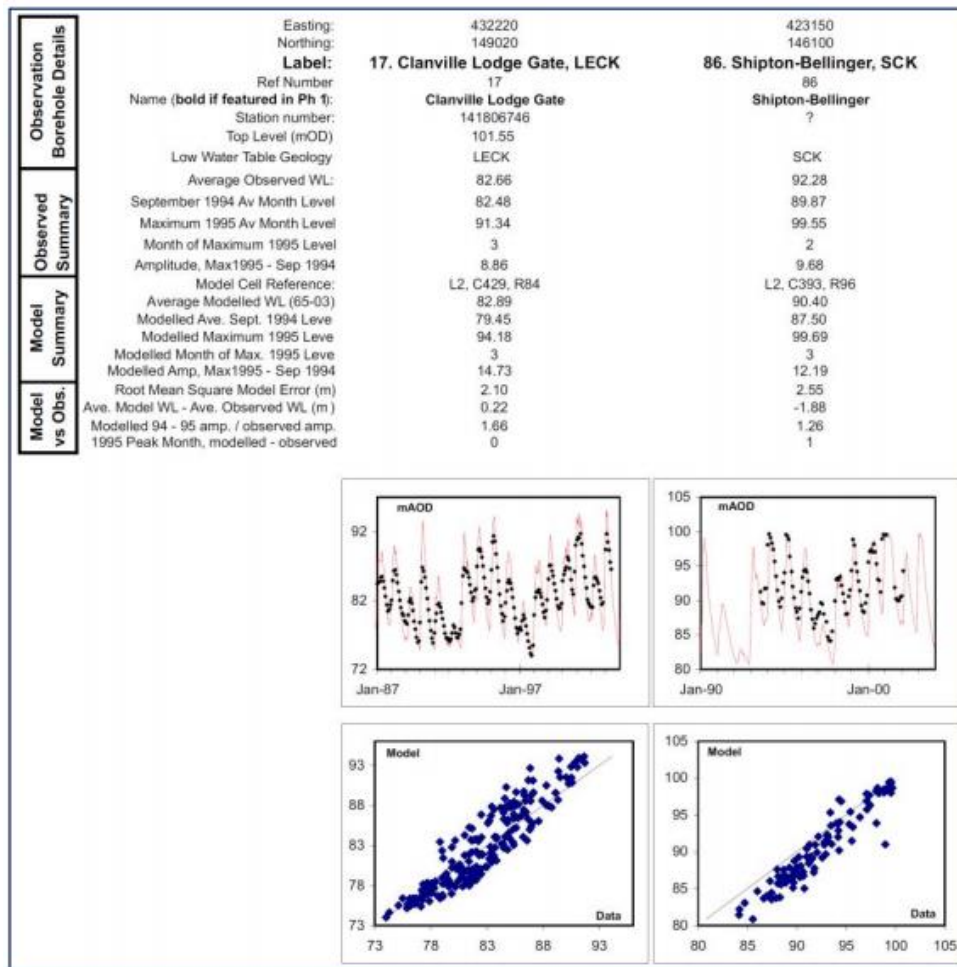 Observation
Borehole Details
Observed
Summary
Model
Summary
Model
vs Obs.
Easting: 432220 423150
Northing: 149020 146100
Label: 17. Clanville Lodge Gate, LECK 86. Shipton-Bellinger, SCK
Ref Number 17 86
Name (bold if featured in Ph 1): Clanville Lodge Gate Shipton-Bellinger
Station number: 141806746 ?
Top Level (mOD) 101.55
Low Water Table Geology LECK SCK
Average Observed WL: 82.66 92.28
September 1994 Av Month Level 82.48 89.87
Maximum 1995 Av Month Level 91.34 99.55
Month of Maximum 1995 Level 3 2
Amplitude, Max1995 - Sep 1994 8.86 9.68
Model Cell Reference: L2, C429, R84 L2, C393, R96
Average Modelled WL (65-03) 82.89 90.40
Modelled Ave. Sept. 1994 Leve 79.45 87.50
Modelled Maximum 1995 Leve 94.18 99.69
Modelled Month of Max. 1995 Leve 3 3
Modelled Amp, Max1995 - Sep 1994 14.73 12.19
Root Mean Square Model Error (m) 2.10 2.55
Ave. Model WL - Ave. Observed WL (m ) 0.22 -1.88
Modelled 94 - 95 amp. / observed amp. 1.66 1.26
1995 Peak Month, modelled - observed 0 1
mAOD
92
82
72
Jan-87 Jan-97
mAOD
105
100
95
90
85
80
Jan-90 Jan-00
Model
93
88
83
78
73
Data
73 78 83 88 93
Model
105
100
95
90
85
80
Data
80 85 90 95 100 105